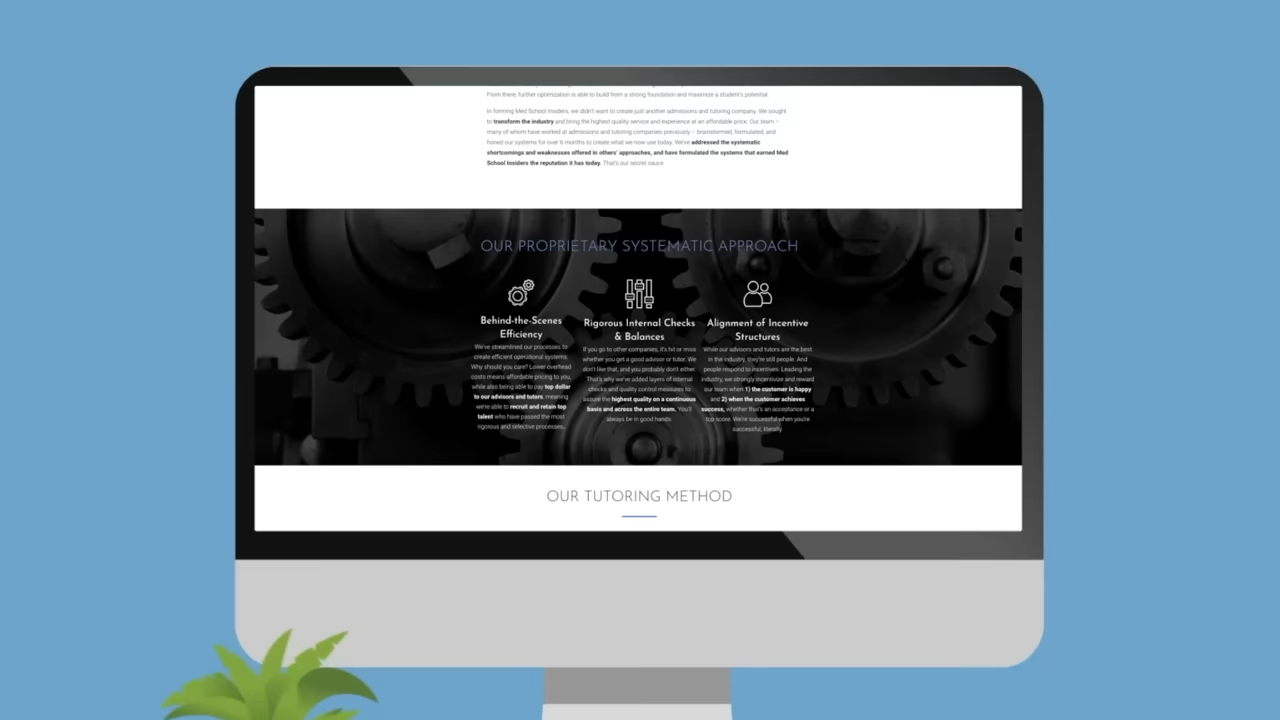 From there, further optimization is able to build from a strong foundation and maximize a student's potential.
In forming Med School Insiders, we didn't want to create just another admissions and tutoring company. We sought
to transform the industry and bring the highest quality service and experience at an affordable price. Our team –
many of whom have worked at admissions and tutoring companies previously – brainstormed, formulated, and
honed our systems for over 6 months to create what we now use today. We've addressed the systematic
shortcomings and weaknesses offered in others' approaches, and have formulated the systems that earned Med
School Insiders the reputation it has today. That's our secret sauce.
OUR PROPRIETARY SYSTEMATIC APPROACH
Behind-the-Scenes
Efficiency
We've streamlined our processes to
create efficient operational systems.
Why should you care? Lower overhead
costs means affordable pricing to you,
while also being able to pay top dollar
to our advisors and tutors, meaning
we're able to recruit and retain top
talent who have passed the most
rigorous and selective processes.
Rigorous Internal Checks
& Balances
If you go to other companies, it's hit or miss
whether you get a good advisor or tutor. We
don't like that, and you probably don't either.
That's why we've added layers of internal
checks and quality control measures to
assure the highest quality on a continuous
basis and across the entire team. You'll
always be in good hands.
Alignment of Incentive
Structures
While our advisors and tutors are the best
in the industry, they're still people. And
people respond to incentives. Leading the
industry, we strongly incentivize and reward
our team when 1) the customer is happy
and 2) when the customer achieves
success, whether that's an acceptance or a
top score. We're successful when you're
successful, literally.
OUR TUTORING METHOD